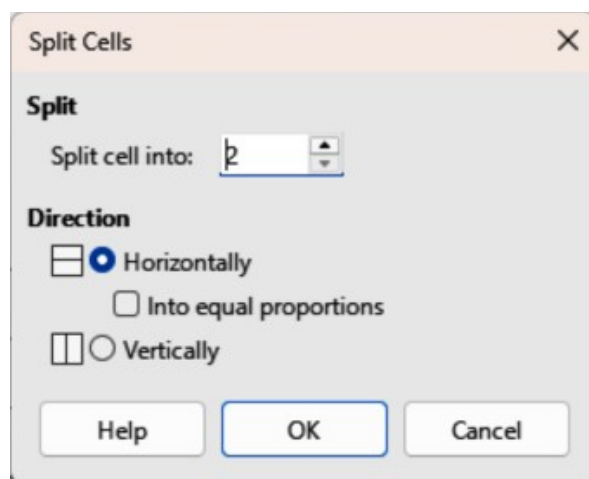 Split Cells
Split
Split cell into: 2
Direction
Horizontally
Into equal proportions
Vertically
Help OK Cancel